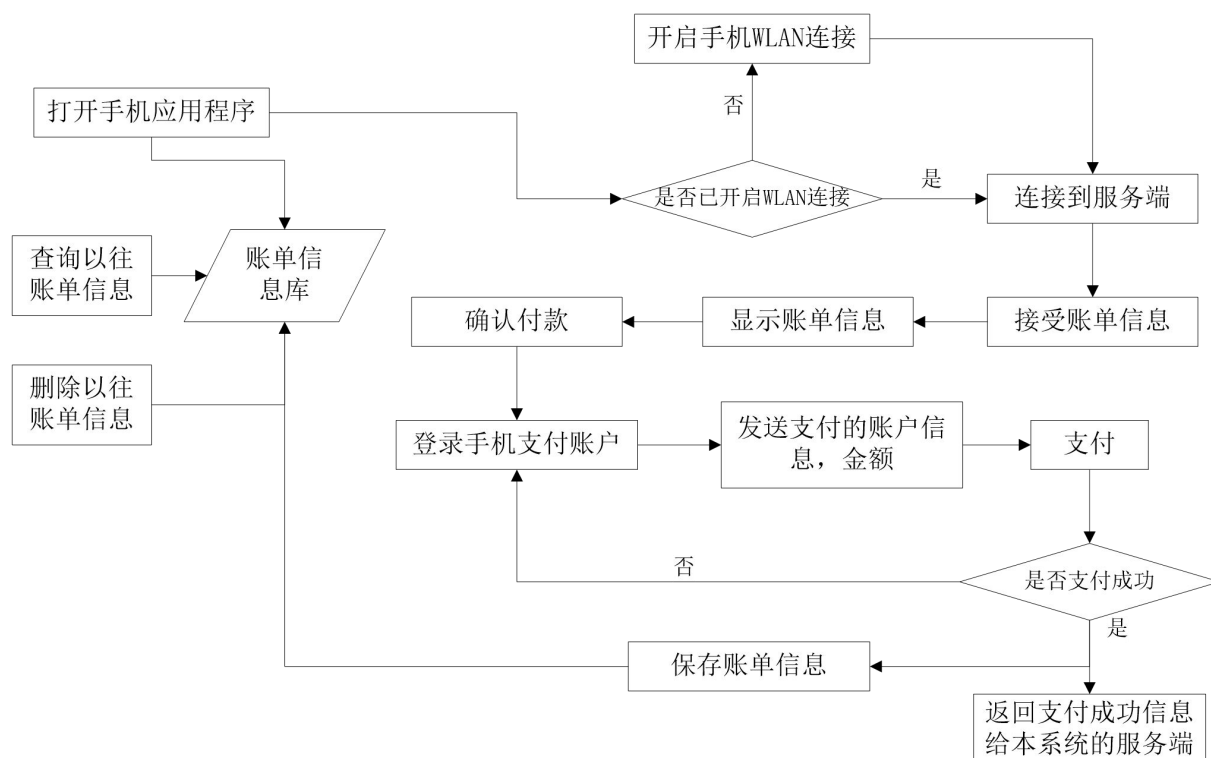 开启手机WLAN连接
否
打开手机应用程序
是否已开启WLAN连接
是
连接到服务端
查询以往
账单信息
账单信
息库
确认付款
显示账单信息
接受账单信息
删除以往
账单信息
登录手机支付账户
发送支付的账户信
息，金额
支付
否
是否支付成功
是
保存账单信息
返回支付成功信息
给本系统的服务端